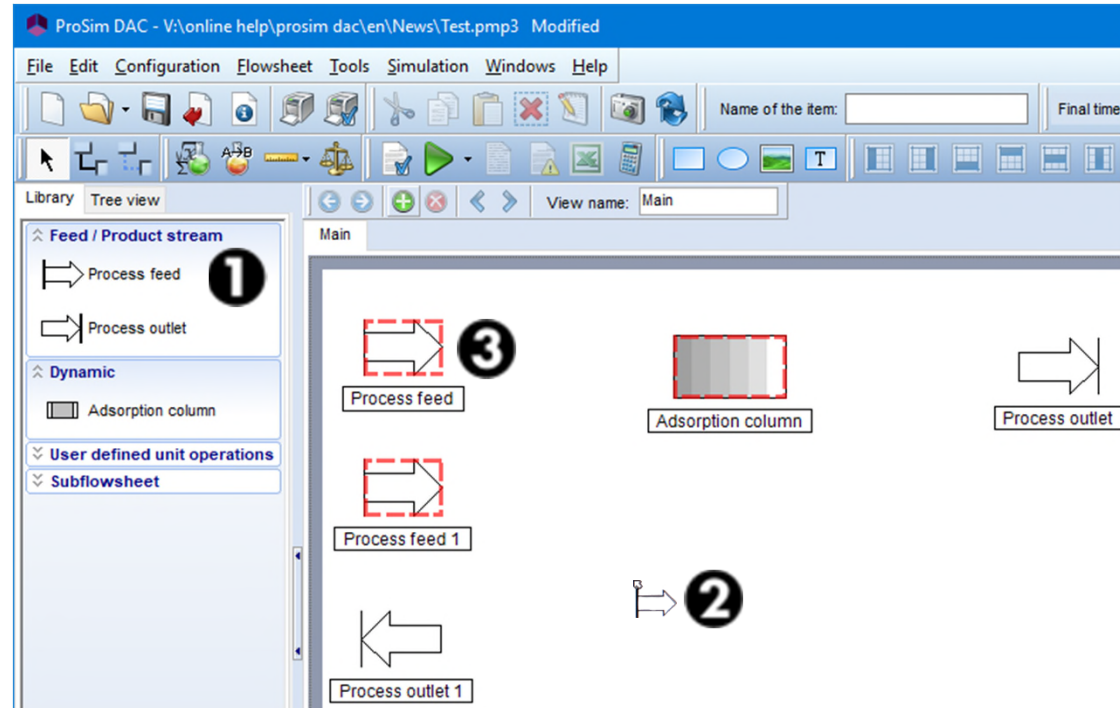 ProSim DAC - V:\online help\prosim dac\en\News\Test.pmp3 Modified
File Edit Configuration Flowsheet Tools Simulation Windows Help
Name of the item:
Final time
A→B
T
Library Tree view
View name: Main
Main
Feed / Product stream
Process feed
1
Process outlet
Dynamic
Adsorption column
User defined unit operations
Subflowsheet
3
Process feed
Adsorption column
Process outlet
Process feed 1
2
Process outlet 1